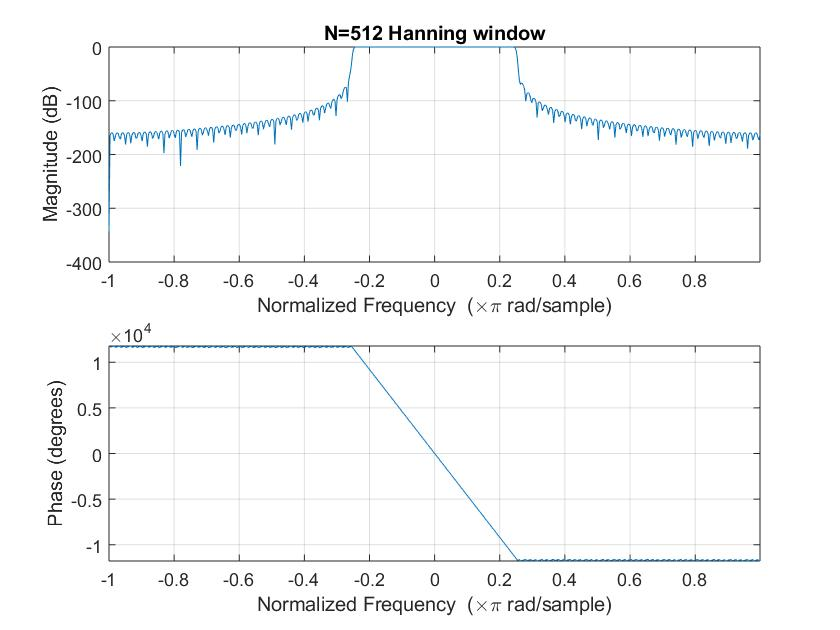 N=512 Hanning window
0
-100
-200
-300
-400
Magnitude (dB)
-1 -0.8 -0.6 -0.4 -0.2 0 0.2 0.4 0.6 0.8
Normalized Frequency (×π rad/sample)
×10^4
1
0.5
0
-0.5
-1
Phase (degrees)
-1 -0.8 -0.6 -0.4 -0.2 0 0.2 0.4 0.6 0.8
Normalized Frequency (×π rad/sample)